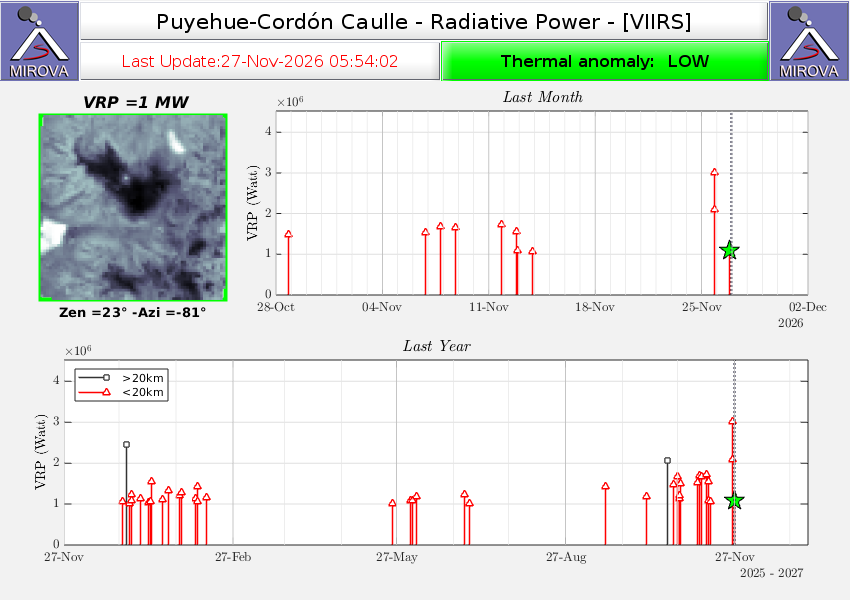 Puyehue-Cordón Caulle - Radiative Power - [VIIRS]
MIROVA
Last Update:27-Nov-2026 05:54:02
Thermal anomaly: LOW
MIROVA
VRP =1 MW
Zen =23° -Azi =-81°
Last Month
×10⁶
VRP (Watt)
4
3
2
1
0
28-Oct
04-Nov
11-Nov
18-Nov
25-Nov
02-Dec
2026
Last Year
×10⁶
VRP (Watt)
>20km
<20km
4
3
2
1
0
27-Nov
27-Feb
27-May
27-Aug
27-Nov
2025 - 2027